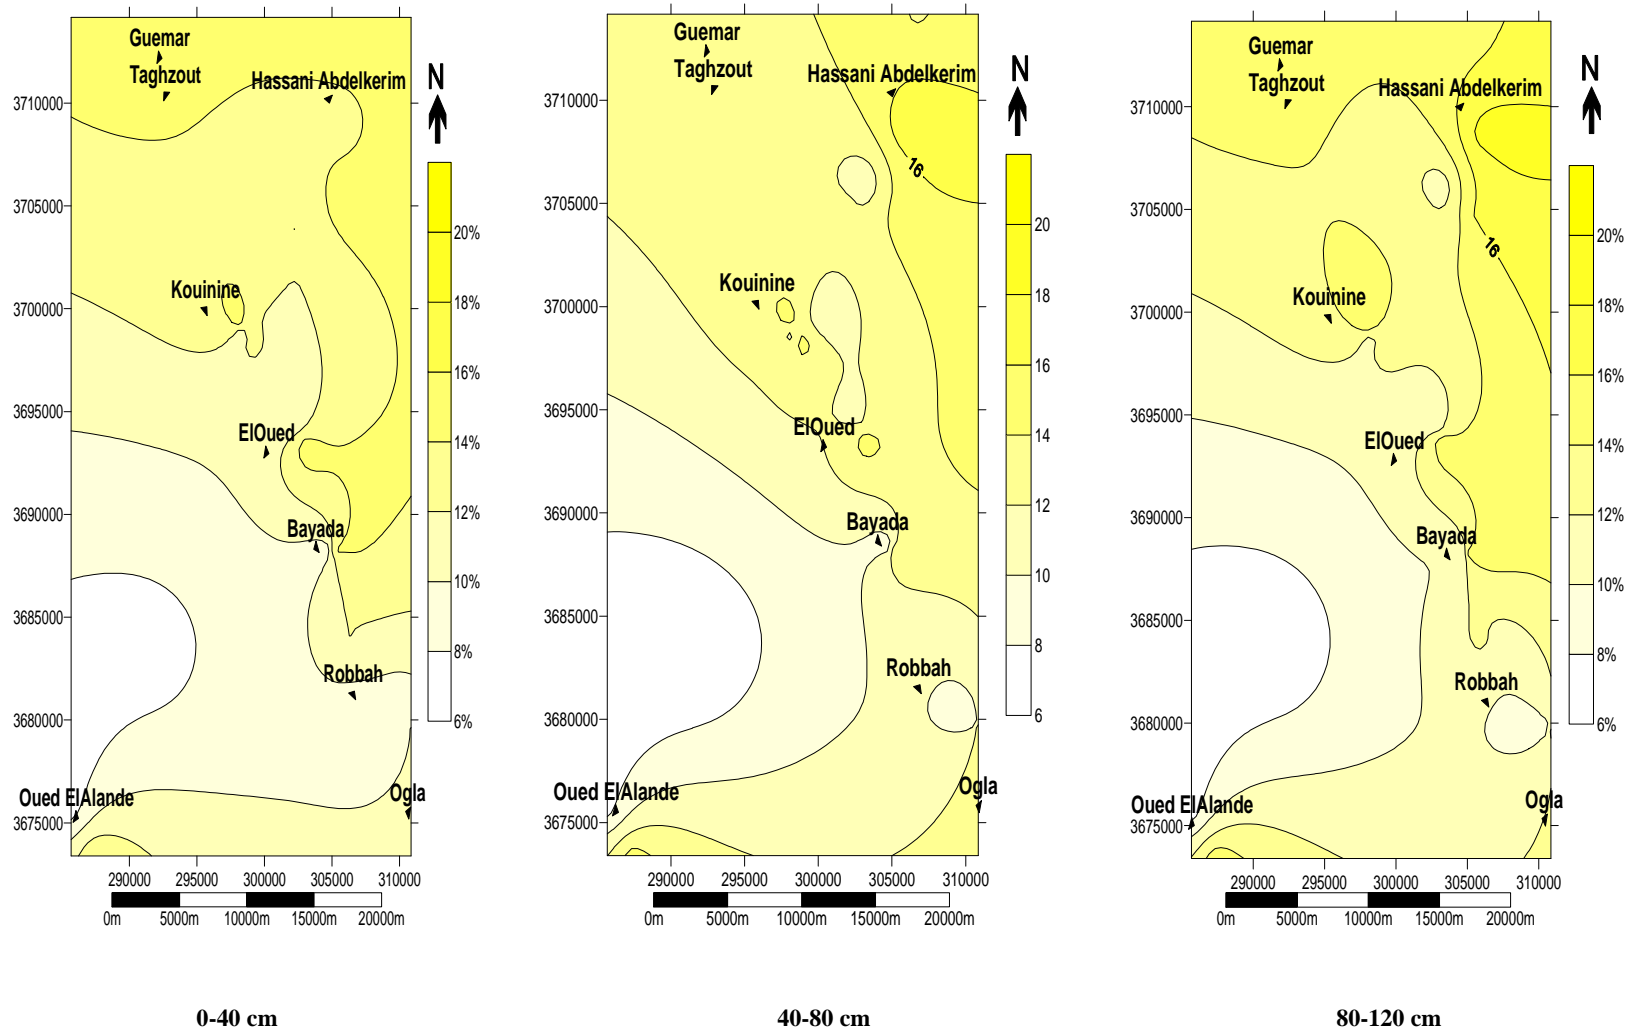 Guemar
Taghzout
Hassani Abdelkerim
N
3710000
3705000
Kouinine
3700000
3695000
ElOued
3690000
Bayada
3685000
Robbah
3680000
Oued ElAlande
Ogla
3675000
290000 295000 300000 305000 310000
0m 5000m 10000m 15000m 20000m
20%
18%
16%
14%
12%
10%
8%
6%
0-40 cm
Guemar
Taghzout
Hassani Abdelkerim
N
3710000
16
3705000
Kouinine
3700000
3695000
ElOued
3690000
Bayada
3685000
Robbah
3680000
Oued ElAlande
Ogla
3675000
290000 295000 300000 305000 310000
0m 5000m 10000m 15000m 20000m
20
18
16
14
12
10
8
6
40-80 cm
Guemar
Taghzout
Hassani Abdelkerim
N
3710000
3705000
16
Kouinine
3700000
3695000
ElOued
3690000
Bayada
3685000
Robbah
3680000
Oued ElAlande
Ogla
3675000
290000 295000 300000 305000 310000
0m 5000m 10000m 15000m 20000m
20%
18%
16%
14%
12%
10%
8%
6%
80-120 cm